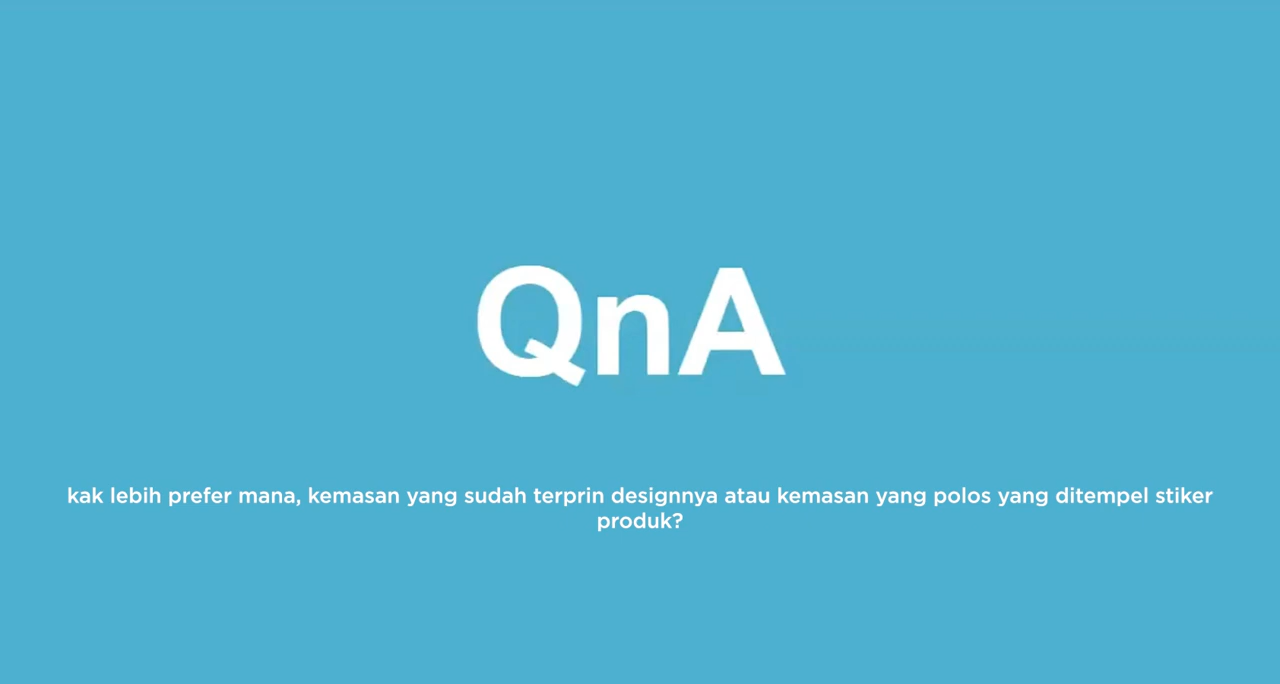 QnA
kak lebih prefer mana, kemasan yang sudah terprin designnya atau kemasan yang polos yang ditempel stiker
produk?